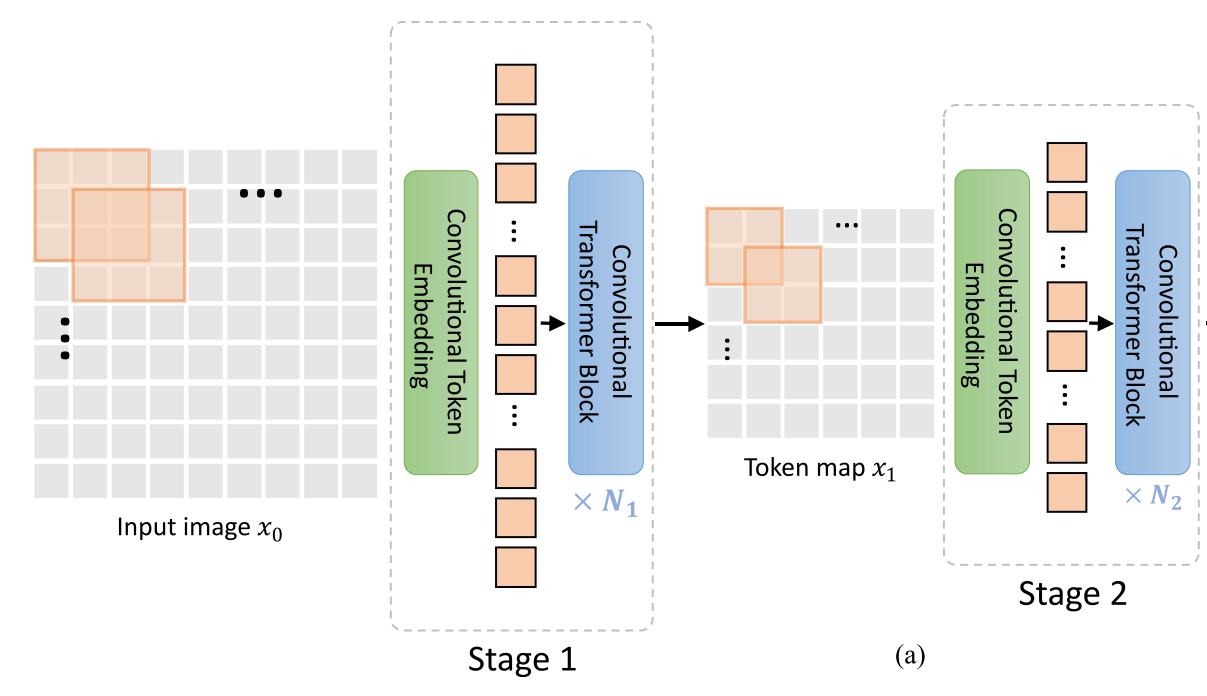 Input image x₀
Convolutional Token
Embedding
...
...
Convolutional
Transformer Block
× N₁
Stage 1
Token map x₁
Convolutional Token
Embedding
...
...
Convolutional
Transformer Block
× N₂
Stage 2
(a)